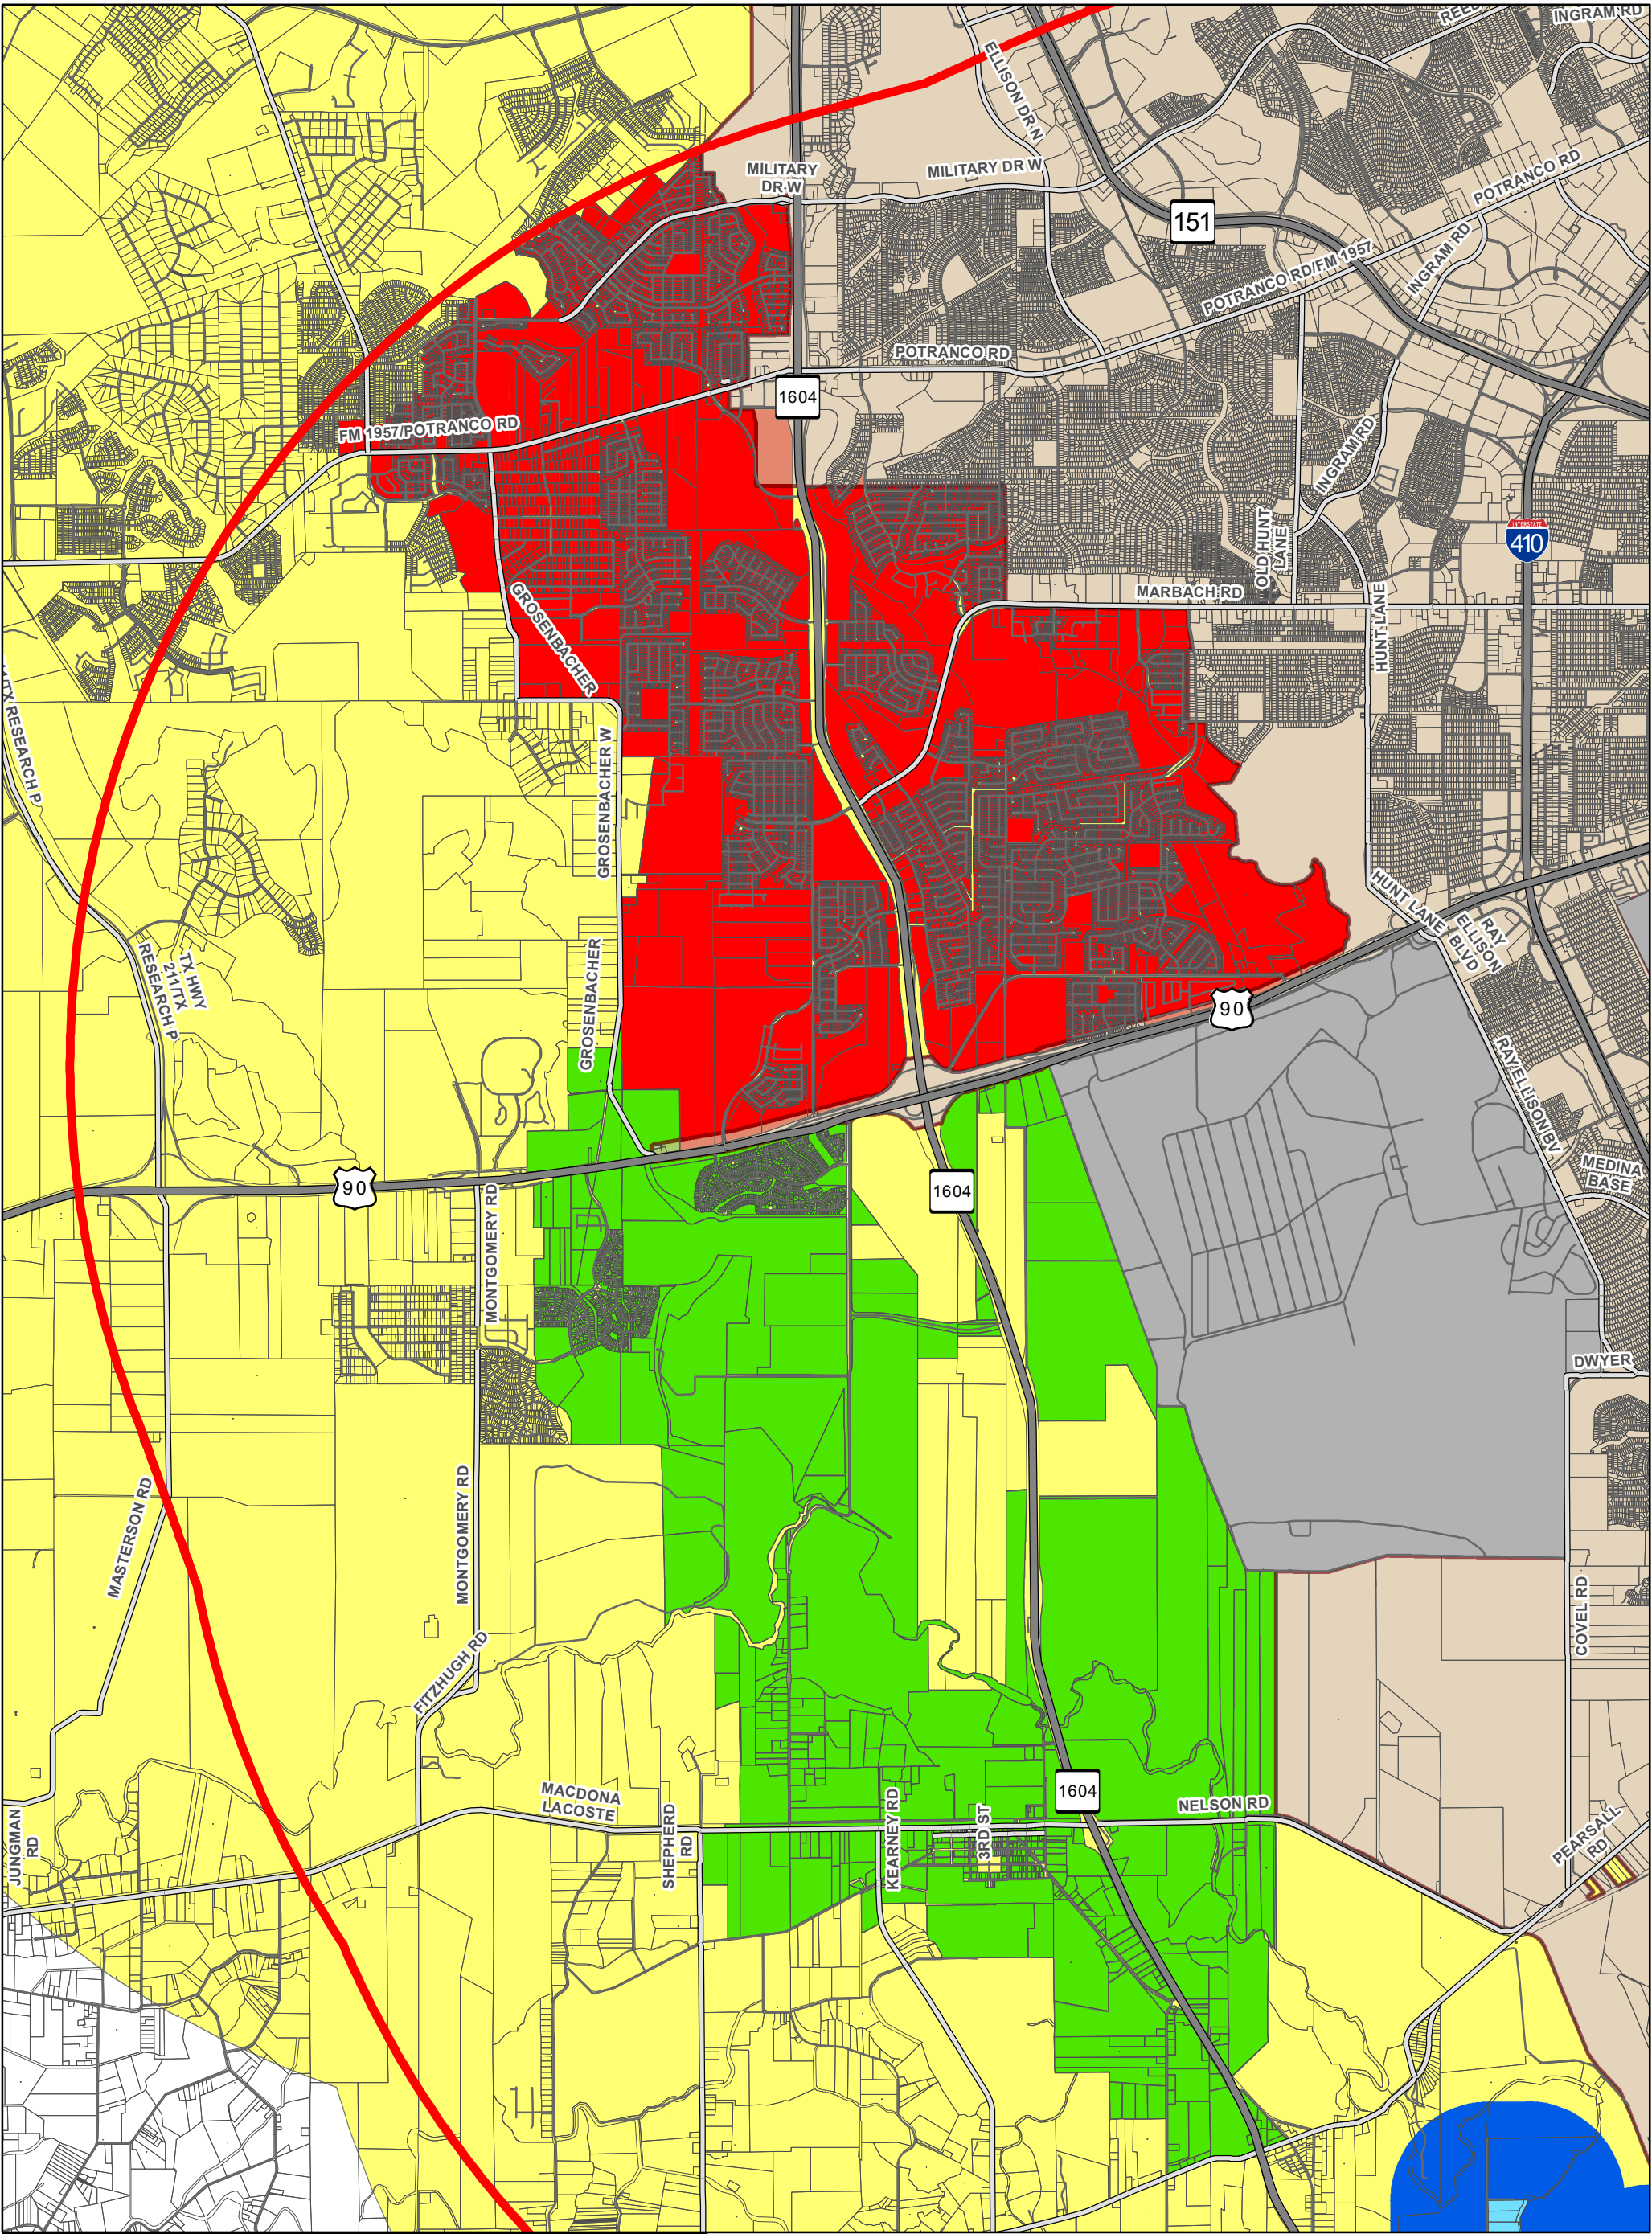 REED
INGRAM RD
ELLISON DR N
MILITARY
DR W
MILITARY DR W
POTRANCO RD
151
INGRAM RD
POTRANCO RD/FM 1957
POTRANCO RD
1604
FM 1957/POTRANCO RD
INGRAM RD
OLD HUNT
LANE
INTERSTATE
410
MARBACH RD
GROSENBACHER
HUNT LANE
TX RESEARCH P
GROSENBACHER W
HUNT LANE
RAY
ELLISON
BLVD
TX HWY
211/TX
RESEARCH P
GROSENBACHER
90
RAY ELLISON BV
MEDINA
BASE
90
1604
MONTGOMERY RD
DWYER
MASTERSON RD
MONTGOMERY RD
COVEL RD
FITZHUGH RD
MACDONA
LACOSTE
1604
NELSON RD
JUNGMAN
RD
SHEPHERD
RD
KEARNEY RD
3RD ST
PEARSALL
RD